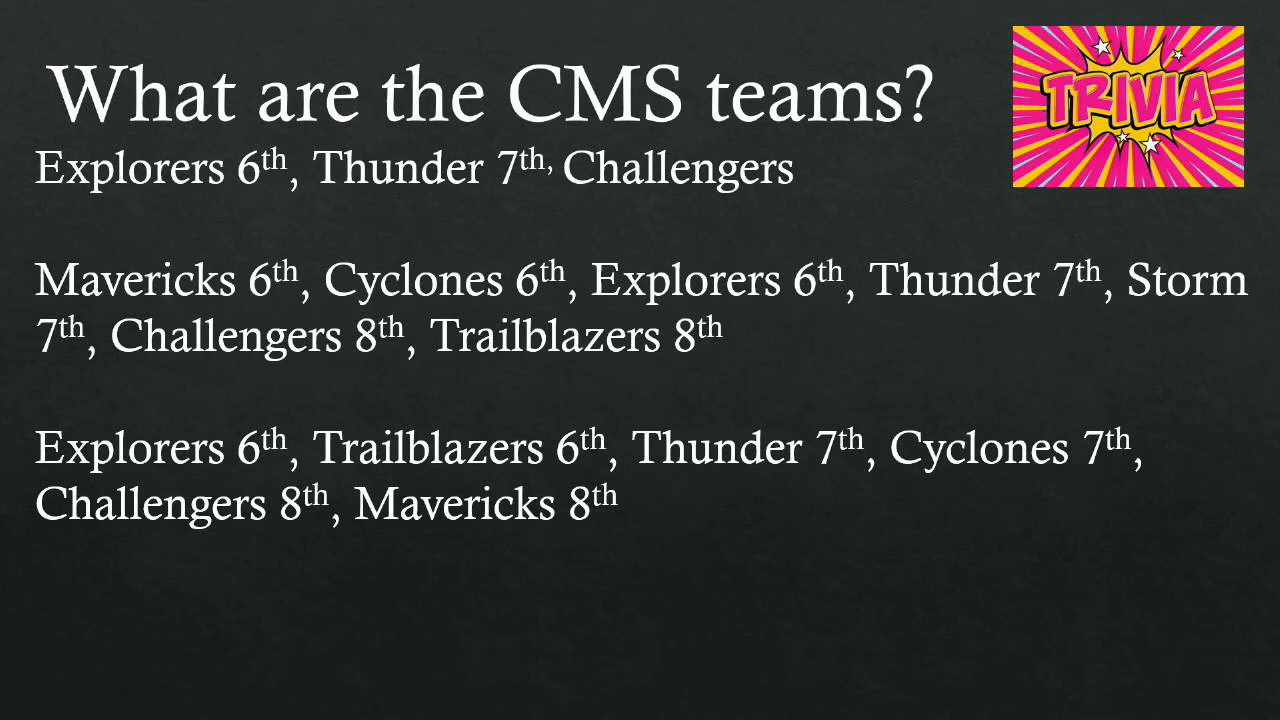 What are the CMS teams?
TRIVIA
Explorers 6th, Thunder 7th, Challengers
Mavericks 6th, Cyclones 6th, Explorers 6th, Thunder 7th, Storm
7th, Challengers 8th, Trailblazers 8th
Explorers 6th, Trailblazers 6th, Thunder 7th, Cyclones 7th,
Challengers 8th, Mavericks 8th